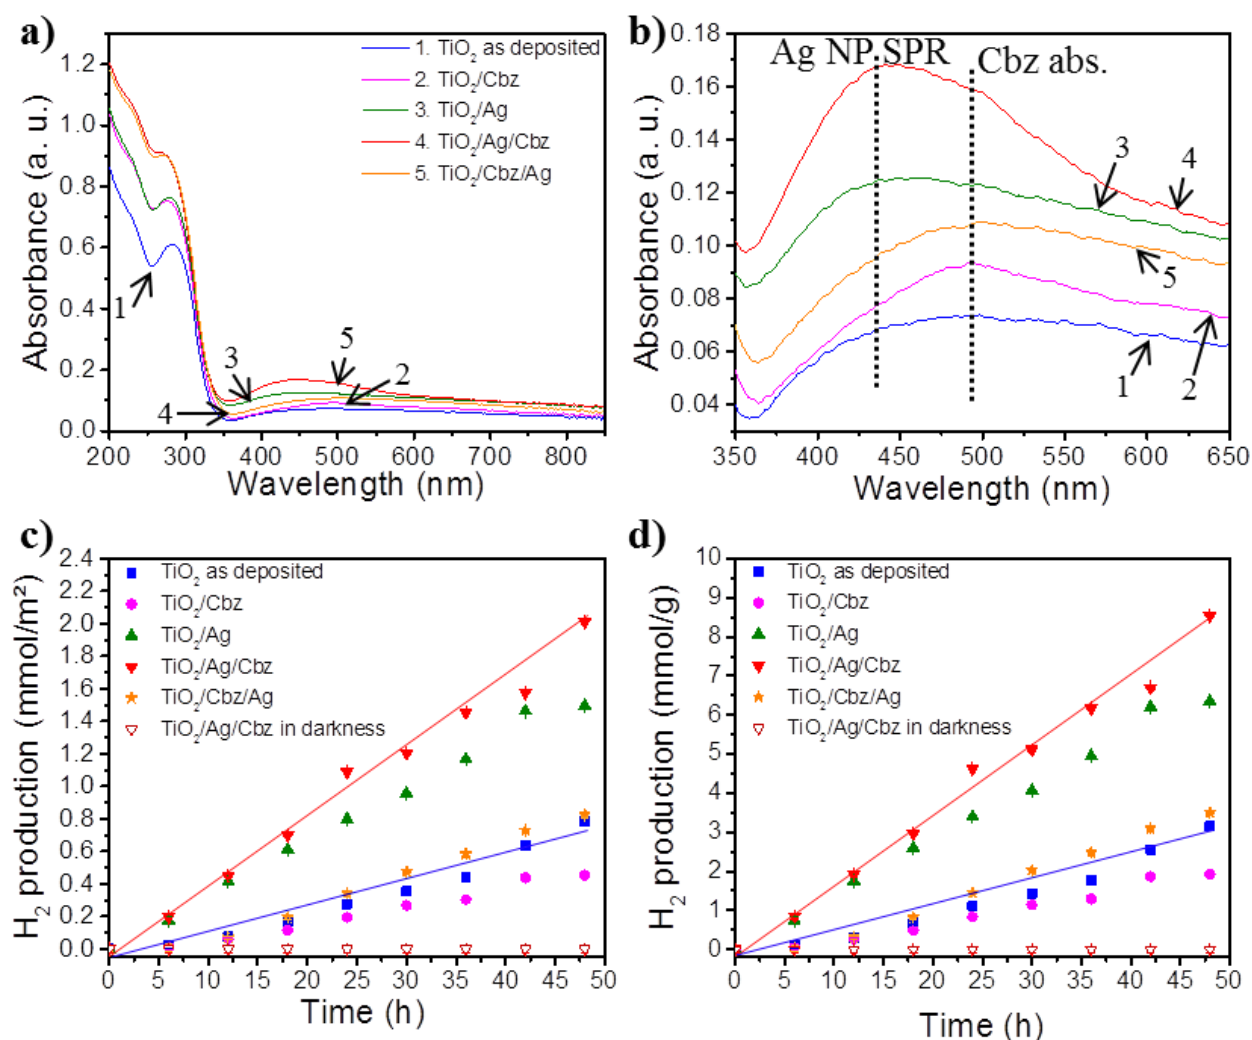 a)
1. TiO₂ as deposited
2. TiO₂/Cbz
3. TiO₂/Ag
4. TiO₂/Ag/Cbz
5. TiO₂/Cbz/Ag
1.2
1.0
0.8
0.6
0.4
0.2
0.0
Absorbance (a. u.)
1
3
5
2
4
200 300 400 500 600 700 800
Wavelength (nm)
b)
Ag NP SPR
Cbz abs.
0.18
0.16
0.14
0.12
0.10
0.08
0.06
0.04
Absorbance (a. u.)
3
4
5
1
2
350 400 450 500 550 600 650
Wavelength (nm)
c)
TiO₂ as deposited
TiO₂/Cbz
TiO₂/Ag
TiO₂/Ag/Cbz
TiO₂/Cbz/Ag
TiO₂/Ag/Cbz in darkness
2.4
2.2
2.0
1.8
1.6
1.4
1.2
1.0
0.8
0.6
0.4
0.2
0.0
H₂ production (mmol/m²)
0 5 10 15 20 25 30 35 40 45 50
Time (h)
d)
TiO₂ as deposited
TiO₂/Cbz
TiO₂/Ag
TiO₂/Ag/Cbz
TiO₂/Cbz/Ag
TiO₂/Ag/Cbz in darkness
10
9
8
7
6
5
4
3
2
1
0
H₂ production (mmol/g)
0 5 10 15 20 25 30 35 40 45 50
Time (h)